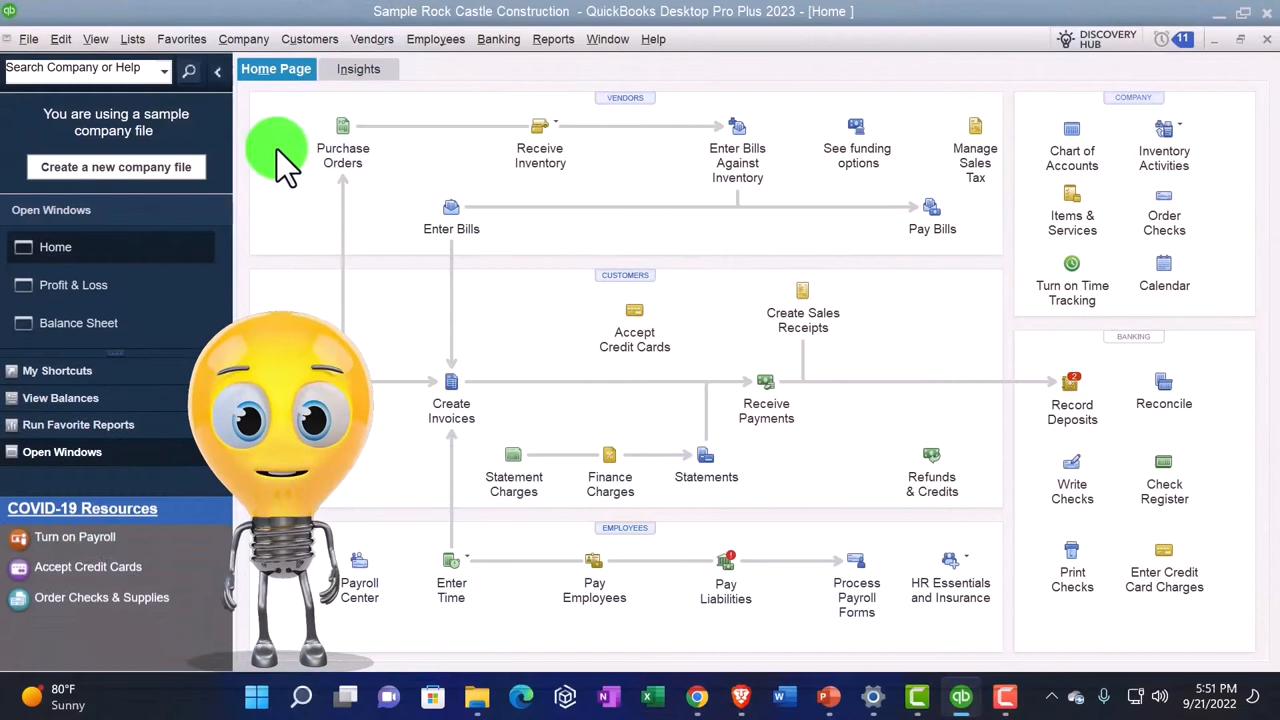 Sample Rock Castle Construction - QuickBooks Desktop Pro Plus 2023 - [Home ]
File Edit View Lists Favorites Company Customers Vendors Employees Banking Reports Window Help
DISCOVERY
HUB
11
Search Company or Help
Home Page
Insights
You are using a sample
company file
Create a new company file
Open Windows
Home
Profit & Loss
Balance Sheet
My Shortcuts
View Balances
Run Favorite Reports
Open Windows
COVID-19 Resources
Turn on Payroll
Accept Credit Cards
Order Checks & Supplies
VENDORS
Purchase
Orders
Receive
Inventory
Enter Bills
Against
Inventory
See funding
options
Manage
Sales
Tax
Enter Bills
Pay Bills
CUSTOMERS
Accept
Credit Cards
Create Sales
Receipts
Create
Invoices
Receive
Payments
Statement
Charges
Finance
Charges
Statements
Refunds
& Credits
EMPLOYEES
Payroll
Center
Enter
Time
Pay
Employees
Pay
Liabilities
Process
Payroll
Forms
HR Essentials
and Insurance
COMPANY
Chart of
Accounts
Inventory
Activities
Items &
Services
Order
Checks
Turn on Time
Tracking
Calendar
BANKING
2
Record
Deposits
Reconcile
Write
Checks
Check
Register
Print
Checks
Enter Credit
Card Charges
80°F
Sunny
5:51 PM
9/21/2022